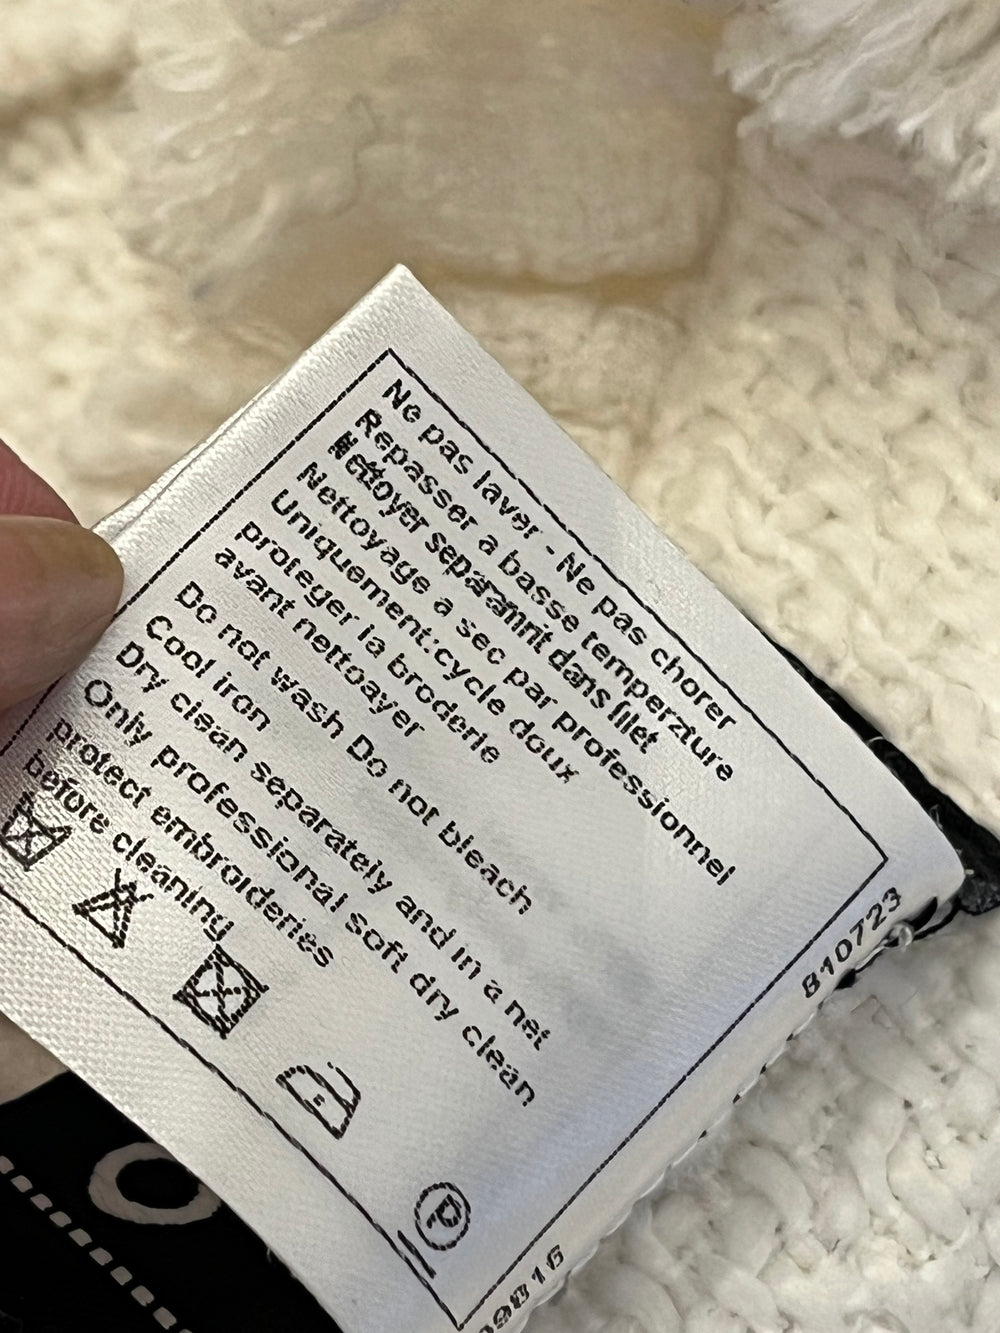 Ne pas laver - Ne pas chorer
Repasser a basse temperzture
Nettoyer separamnt dans fillet
Nettoyage a sec par professionnel
Uniquement:cycle doux
proteger la broderie
avant nettoayer
Do not wash Do not bleach
Cool iron
Dry clean separately and in a net
Only professional soft dry clean
protect embroideries
before cleaning
P
810723
O